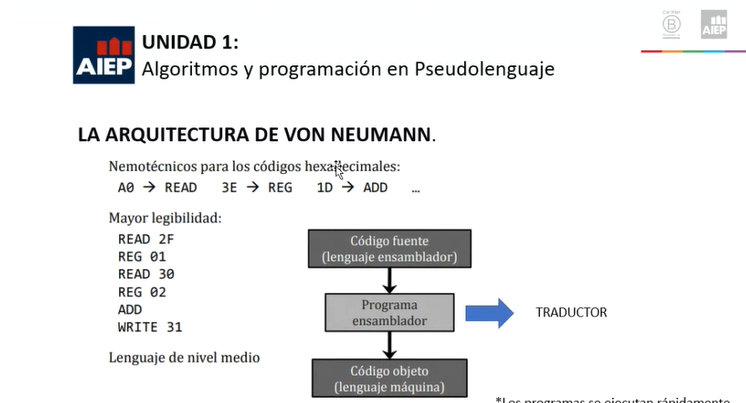 AIEP
UNIDAD 1:
Algoritmos y programación en Pseudolenguaje
AIEP
LA ARQUITECTURA DE VON NEUMANN.
Nemotécnicos para los códigos hexadecimales:
A0 → READ 3E → REG 1D → ADD ...
Mayor legibilidad:
READ 2F
REG 01
READ 30
REG 02
ADD
WRITE 31
Lenguaje de nivel medio
Código fuente
(lenguaje ensamblador)
Programa
ensamblador
TRADUCTOR
Código objeto
(lenguaje máquina)
*Los programas se ejecutan rápidamente